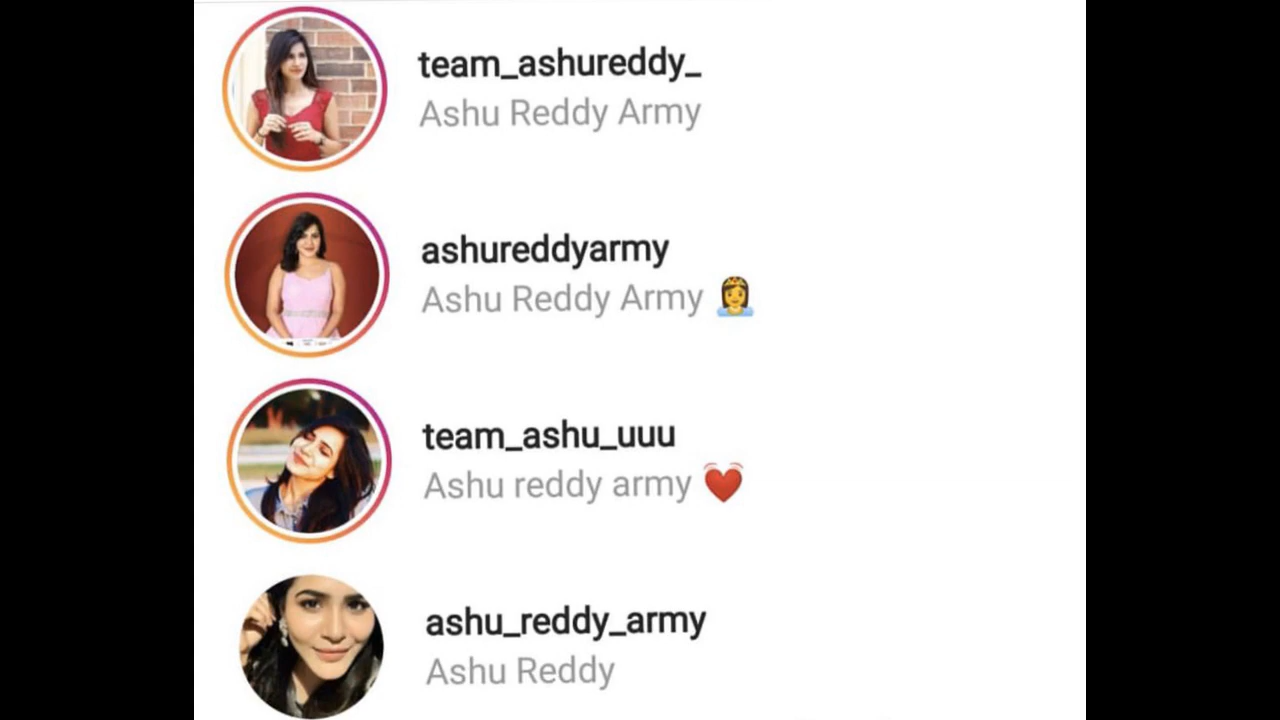 team_ashureddy_
Ashu Reddy Army
ashureddyarmy
Ashu Reddy Army 👸
team_ashu_uuu
Ashu reddy army 💓
ashu_reddy_army
Ashu Reddy